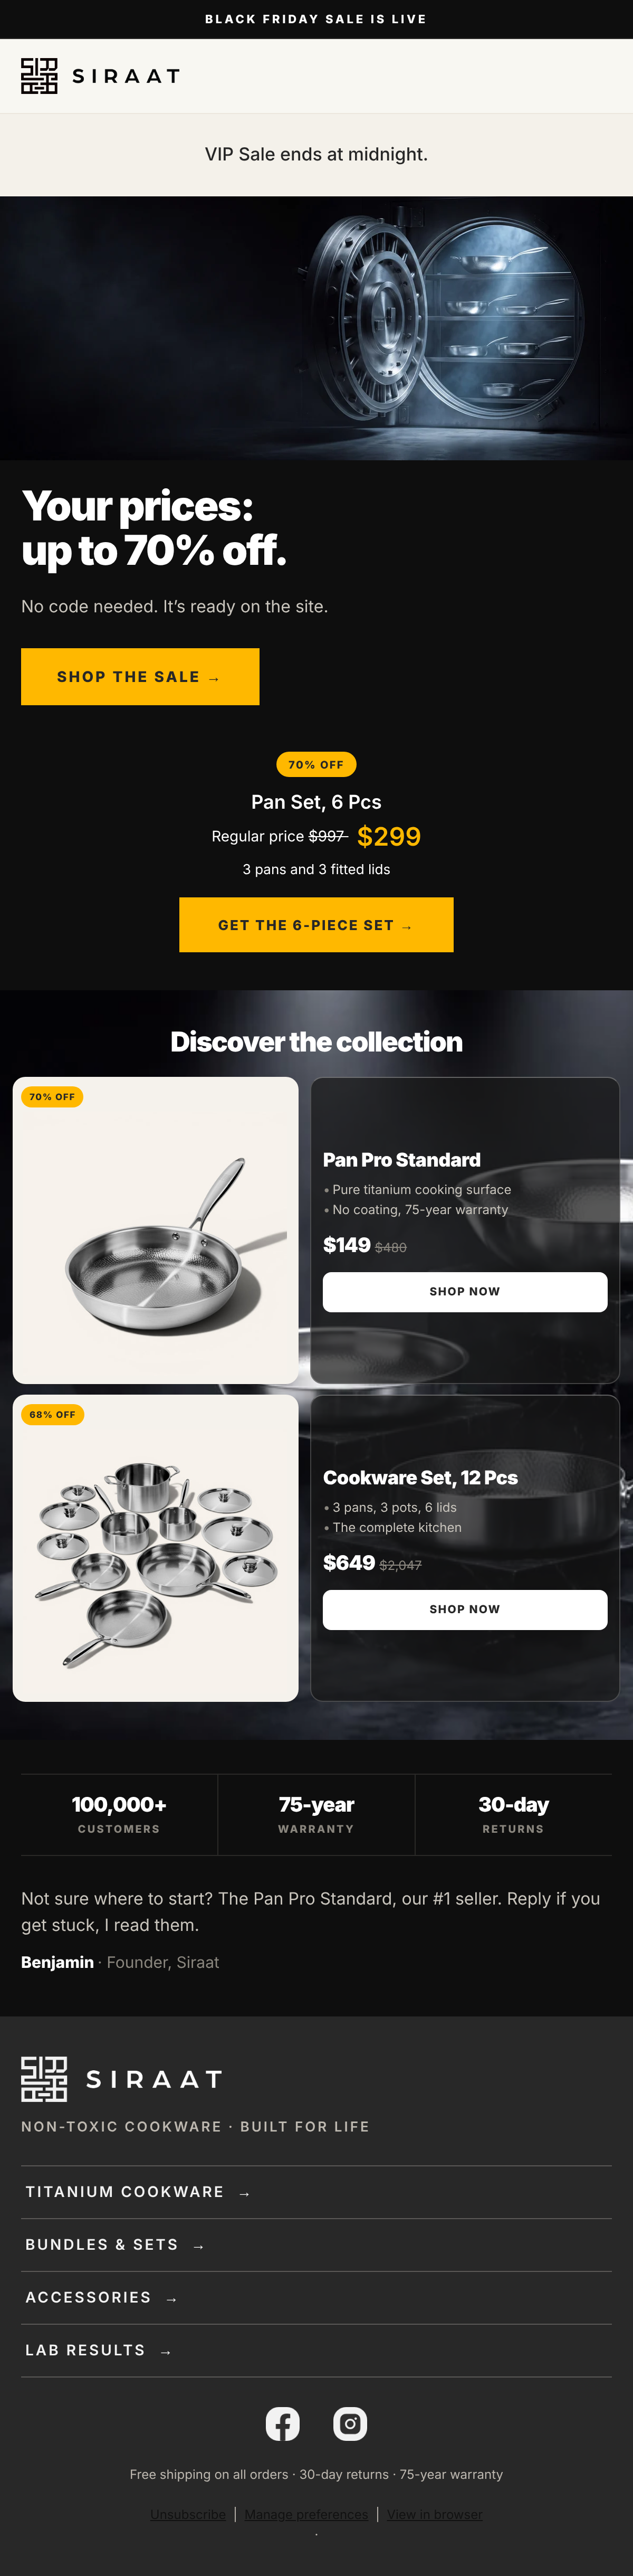 BLACK FRIDAY SALE IS LIVE
SIRAAT
VIP Sale ends at midnight.
Your prices:
up to 70% off.
No code needed. It’s ready on the site.
SHOP THE SALE →
70% OFF
Pan Set, 6 Pcs
Regular price $997 $299
3 pans and 3 fitted lids
GET THE 6-PIECE SET →
Discover the collection
70% OFF
Pan Pro Standard
• Pure titanium cooking surface
• No coating, 75-year warranty
$149 $480
SHOP NOW
68% OFF
Cookware Set, 12 Pcs
• 3 pans, 3 pots, 6 lids
• The complete kitchen
$649 $2,047
SHOP NOW
100,000+
CUSTOMERS
75-year
WARRANTY
30-day
RETURNS
Not sure where to start? The Pan Pro Standard, our #1 seller. Reply if you
get stuck, I read them.
Benjamin · Founder, Siraat
SIRAAT
NON-TOXIC COOKWARE · BUILT FOR LIFE
TITANIUM COOKWARE →
BUNDLES & SETS →
ACCESSORIES →
LAB RESULTS →
Free shipping on all orders · 30-day returns · 75-year warranty
Unsubscribe | Manage preferences | View in browser
.